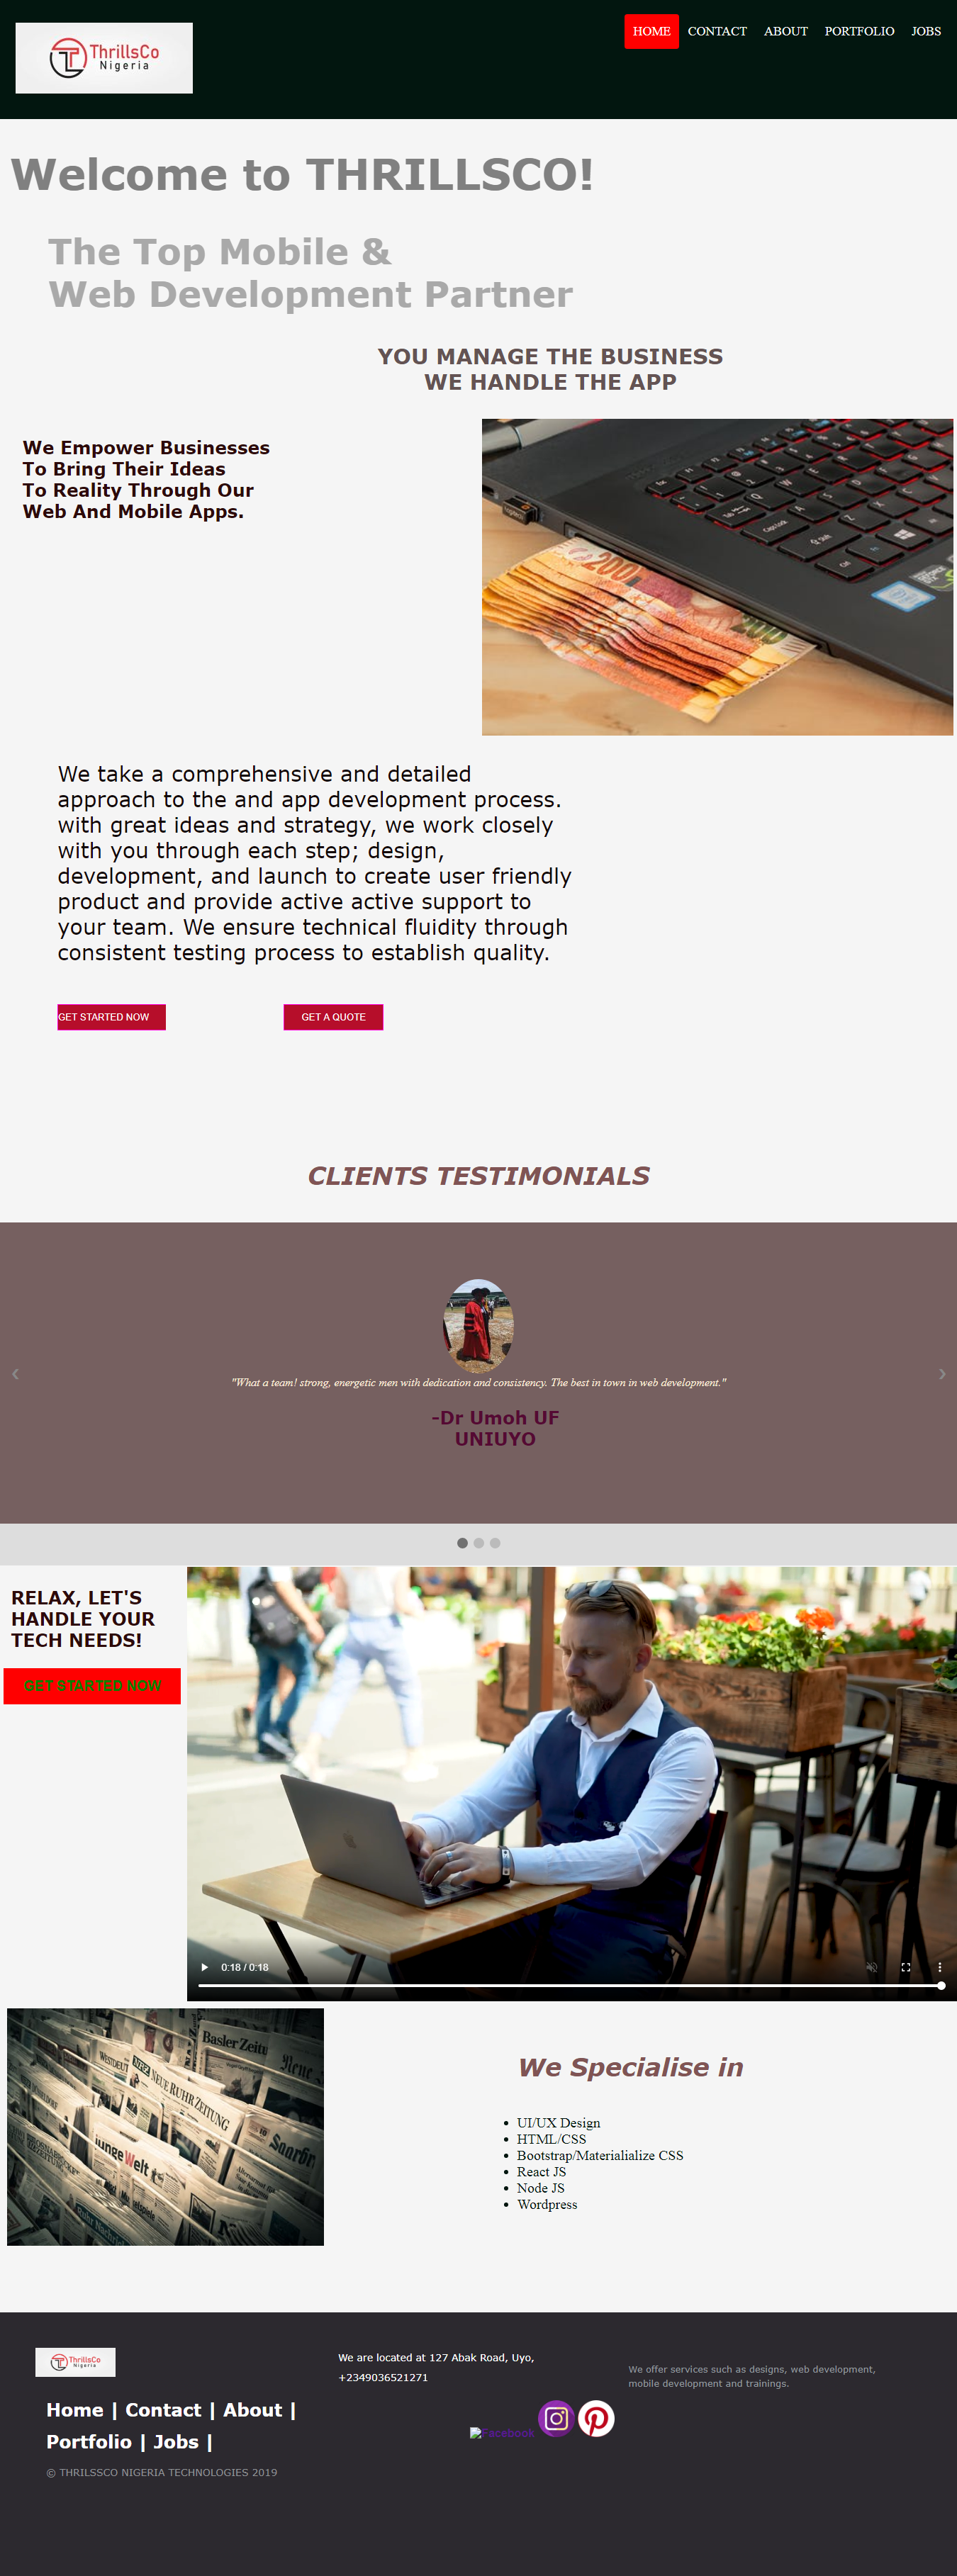 ThrillsCo
Nigeria
HOME CONTACT ABOUT PORTFOLIO JOBS
Welcome to THRILLSCO!
The Top Mobile &
Web Development Partner
YOU MANAGE THE BUSINESS
WE HANDLE THE APP
We Empower Businesses
To Bring Their Ideas
To Reality Through Our
Web And Mobile Apps.
200
We take a comprehensive and detailed
approach to the and app development process.
with great ideas and strategy, we work closely
with you through each step; design,
development, and launch to create user friendly
product and provide active active support to
your team. We ensure technical fluidity through
consistent testing process to establish quality.
GET STARTED NOW GET A QUOTE
CLIENTS TESTIMONIALS
"What a team! strong, energetic men with dedication and consistency. The best in town in web development."
-Dr Umoh UF
UNIUYO
RELAX, LET'S
HANDLE YOUR
TECH NEEDS!
GET STARTED NOW
0:18 / 0:18
Basler Zeitu
NRZ NEUE RUHR ZEITUNG
jungeWelt
Saarbr
We Specialise in
• UI/UX Design
• HTML/CSS
• Bootstrap/Materialialize CSS
• React JS
• Node JS
• Wordpress
ThrillsCo
Nigeria
We are located at 127 Abak Road, Uyo,
+2349036521271
We offer services such as designs, web development,
mobile development and trainings.
Home | Contact | About |
Portfolio | Jobs |
Facebook
© THRILSSCO NIGERIA TECHNOLOGIES 2019